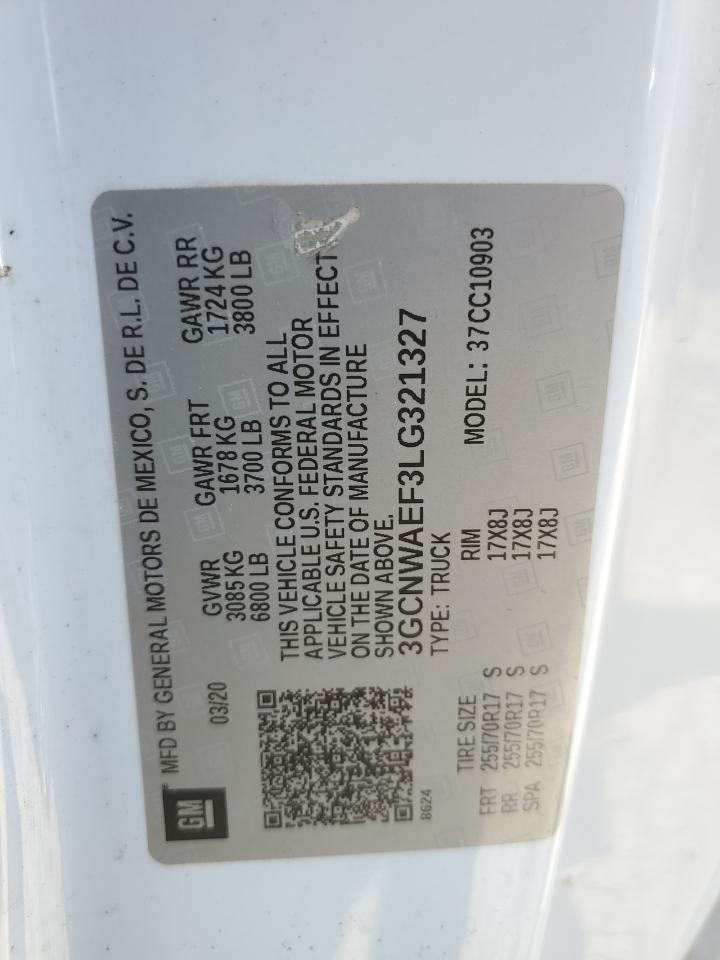 GM
MFD BY GENERAL MOTORS DE MEXICO, S. DE R.L. DE C.V.
03/20
GVWR GAWR FRT GAWR RR
3085 KG 1678 KG 1724 KG
6800 LB 3700 LB 3800 LB
THIS VEHICLE CONFORMS TO ALL
APPLICABLE U.S. FEDERAL MOTOR
VEHICLE SAFETY STANDARDS IN EFFECT
ON THE DATE OF MANUFACTURE
SHOWN ABOVE.
3GCNWAEF3LG321327
TYPE: TRUCK MODEL: 37CC10903
8624
TIRE SIZE RIM
FRT 255/70R17 S 17X8J
RR 255/70R17 S 17X8J
SPA 255/70R17 S 17X8J